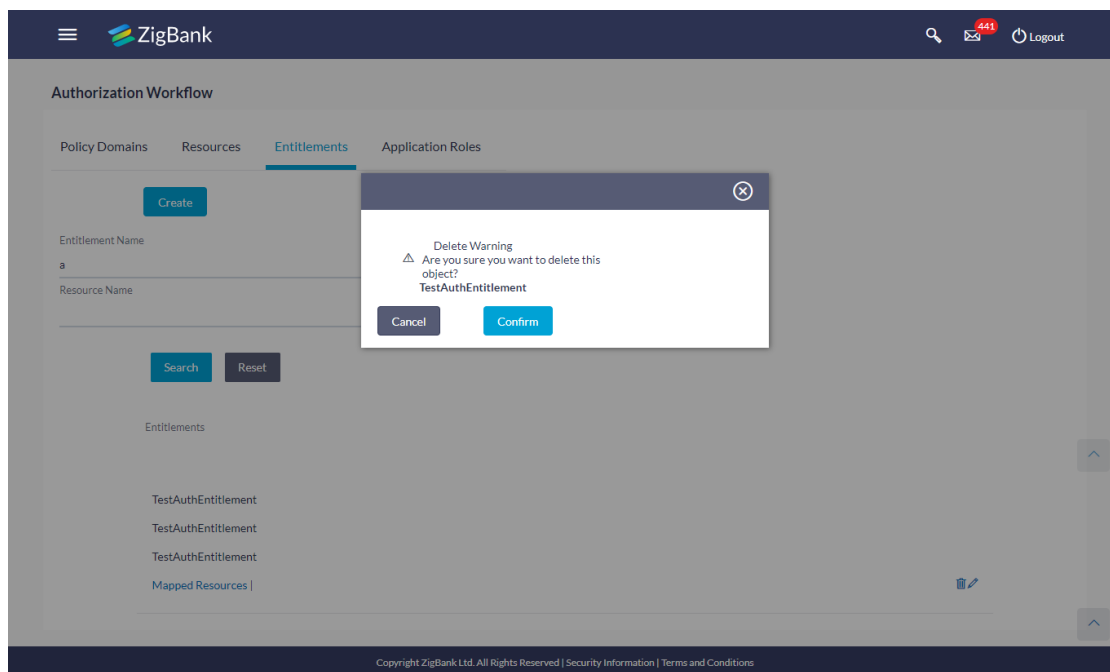 ZigBank
441
Logout
Authorization Workflow
Policy Domains Resources Entitlements Application Roles
Create
Entitlement Name
a
Resource Name
Delete Warning
Are you sure you want to delete this
object?
TestAuthEntitlement
Cancel Confirm
Search Reset
Entitlements
TestAuthEntitlement
TestAuthEntitlement
TestAuthEntitlement
Mapped Resources |
Copyright ZigBank Ltd. All Rights Reserved | Security Information | Terms and Conditions